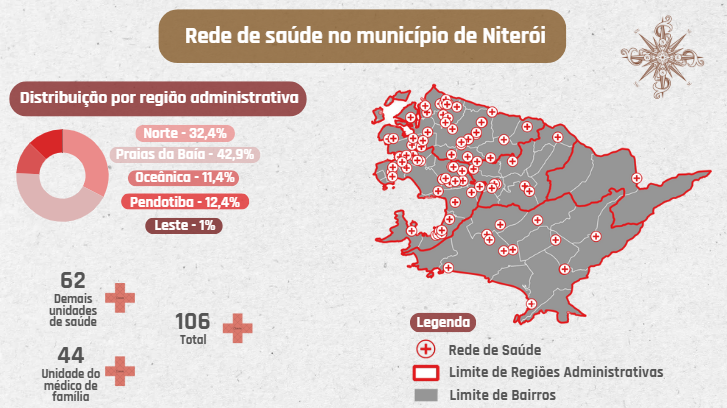 Rede de saúde no município de Niterói
Distribuição por região administrativa
Norte - 32,4%
Praias da Baía - 42,9%
Oceânica - 11,4%
Pendotiba - 12,4%
Leste - 1%
62
Demais
unidades
de saúde
106
Total
44
Unidade do
médico de
família
Legenda
Rede de Saúde
Limite de Regiões Administrativas
Limite de Bairros